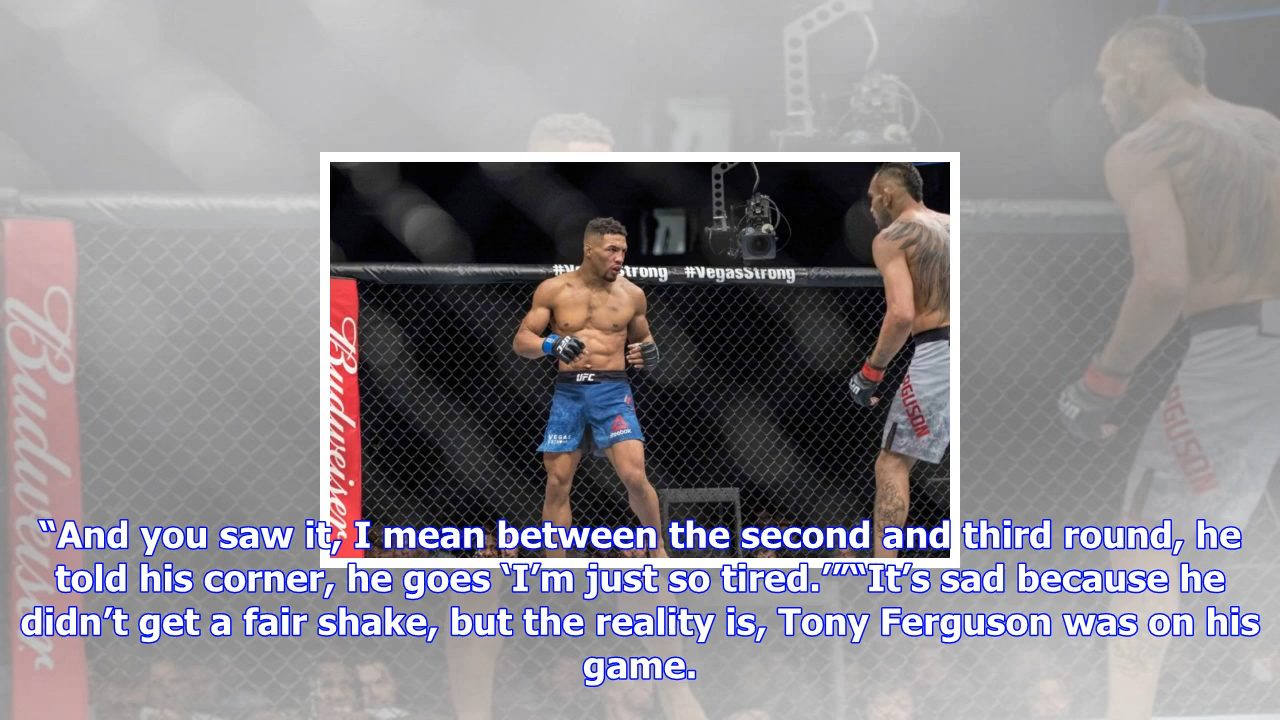 #VegasStrong
Budweiser
UFC
VEGAS
Reebok
“And you saw it, I mean between the second and third round, he
told his corner, he goes ‘I’m just so tired.’”“It’s sad because he
didn’t get a fair shake, but the reality is, Tony Ferguson was on his
game.